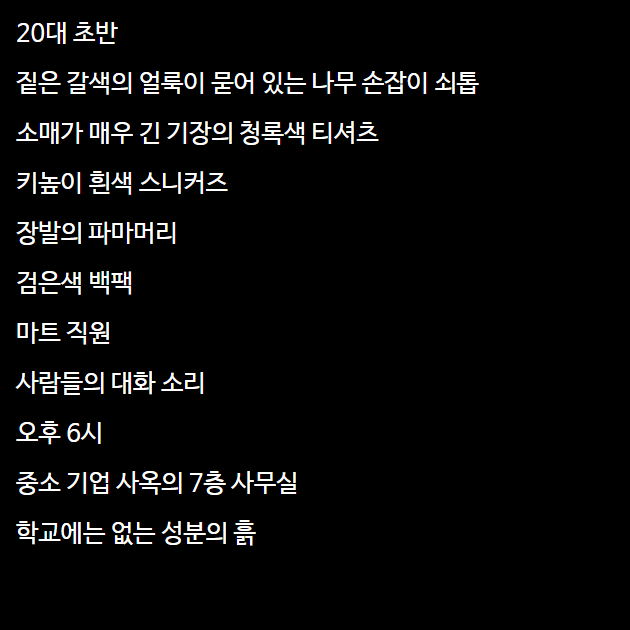 20대 초반
짙은 갈색의 얼룩이 묻어 있는 나무 손잡이 쇠톱
소매가 매우 긴 기장의 청록색 티셔츠
키높이 흰색 스니커즈
장발의 파마머리
검은색 백팩
마트 직원
사람들의 대화 소리
오후 6시
중소 기업 사옥의 7층 사무실
학교에는 없는 성분의 흙